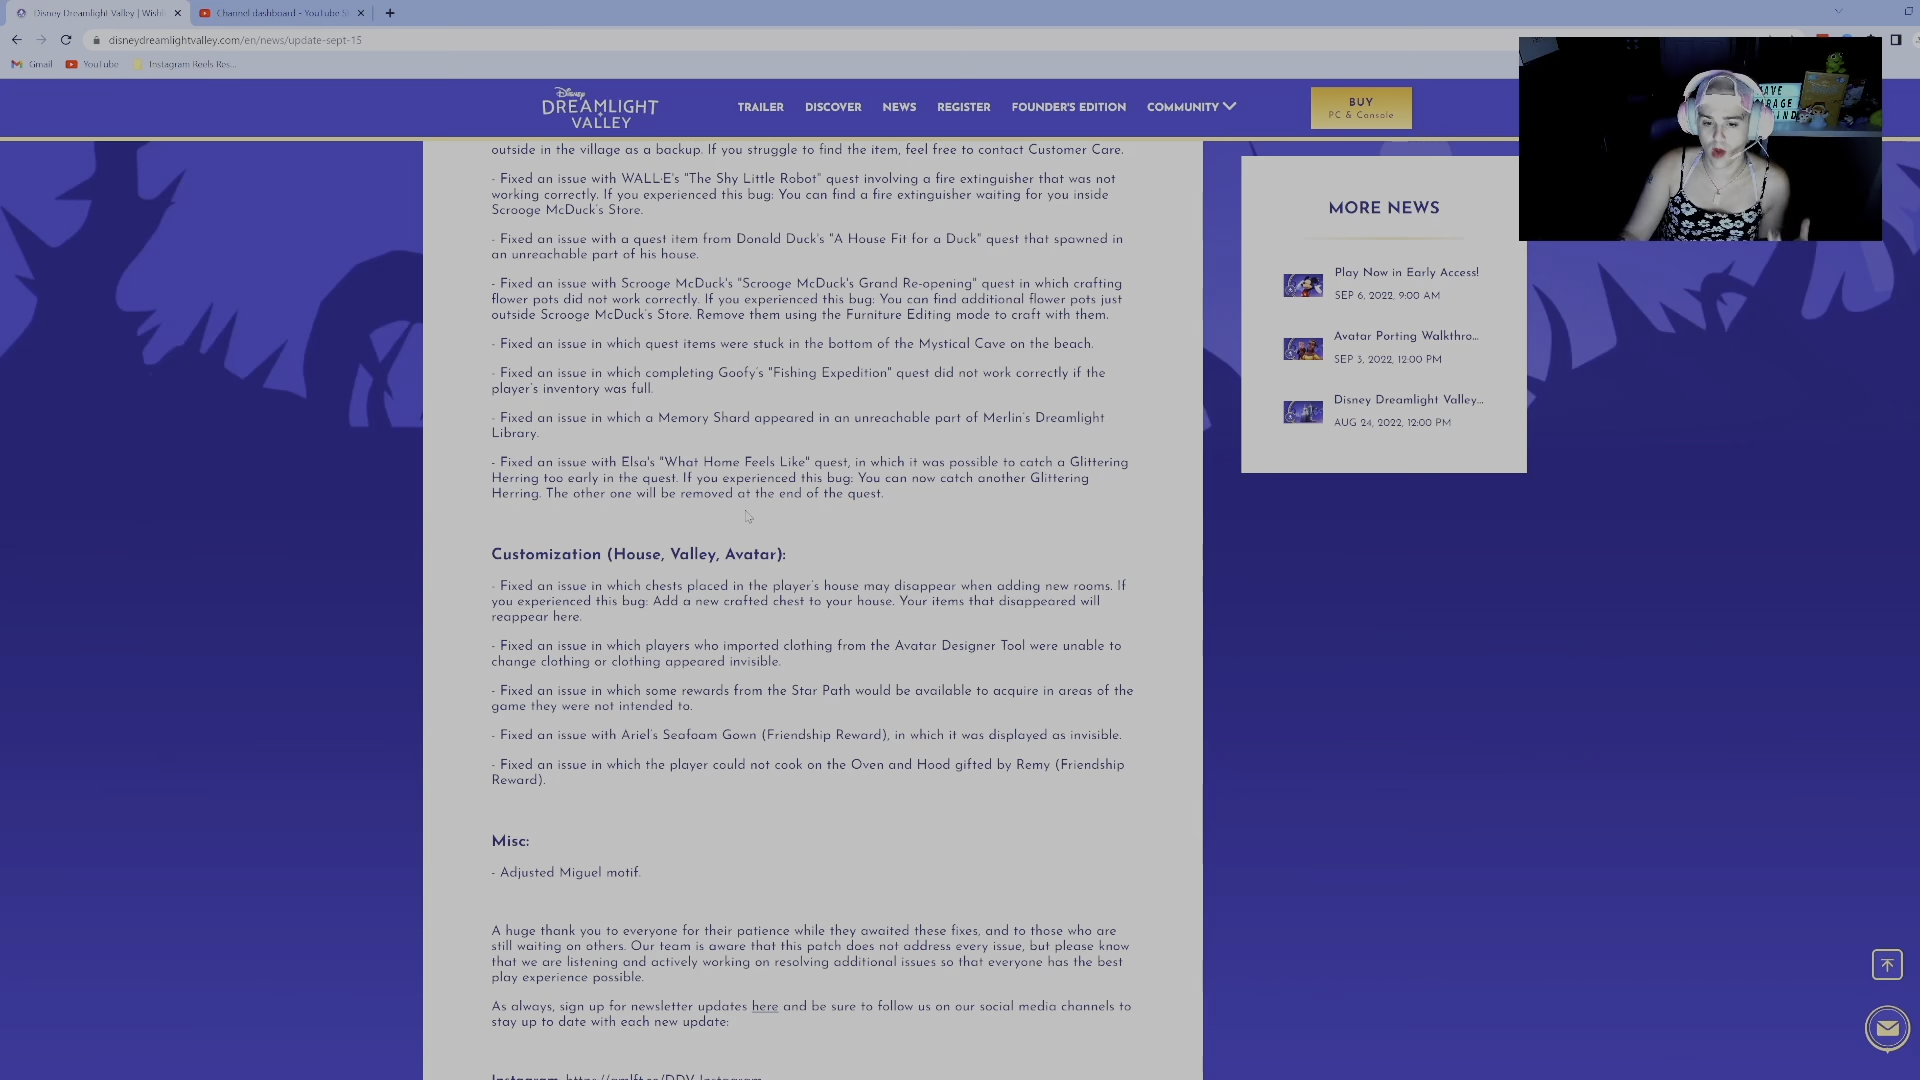 Disney Dreamlight Valley | Wishl
Channel dashboard - YouTube St
disneydreamlightvalley.com/en/news/update-sept-15
Gmail YouTube Instagram Reels Res...
Disney
DREAMLIGHT
VALLEY
TRAILER DISCOVER NEWS REGISTER FOUNDER'S EDITION COMMUNITY
BUY
PC & Console
outside in the village as a backup. If you struggle to find the item, feel free to contact Customer Care.
- Fixed an issue with WALL·E's "The Shy Little Robot" quest involving a fire extinguisher that was not
working correctly. If you experienced this bug: You can find a fire extinguisher waiting for you inside
Scrooge McDuck's Store.
- Fixed an issue with a quest item from Donald Duck's "A House Fit for a Duck" quest that spawned in
an unreachable part of his house.
- Fixed an issue with Scrooge McDuck's "Scrooge McDuck's Grand Re-opening" quest in which crafting
flower pots did not work correctly. If you experienced this bug: You can find additional flower pots just
outside Scrooge McDuck's Store. Remove them using the Furniture Editing mode to craft with them.
- Fixed an issue in which quest items were stuck in the bottom of the Mystical Cave on the beach.
- Fixed an issue in which completing Goofy's "Fishing Expedition" quest did not work correctly if the
player's inventory was full.
- Fixed an issue in which a Memory Shard appeared in an unreachable part of Merlin's Dreamlight
Library.
- Fixed an issue with Elsa's "What Home Feels Like" quest, in which it was possible to catch a Glittering
Herring too early in the quest. If you experienced this bug: You can now catch another Glittering
Herring. The other one will be removed at the end of the quest.
Customization (House, Valley, Avatar):
- Fixed an issue in which chests placed in the player's house may disappear when adding new rooms. If
you experienced this bug: Add a new crafted chest to your house. Your items that disappeared will
reappear here.
- Fixed an issue in which players who imported clothing from the Avatar Designer Tool were unable to
change clothing or clothing appeared invisible.
- Fixed an issue in which some rewards from the Star Path would be available to acquire in areas of the
game they were not intended to.
- Fixed an issue with Ariel's Seafoam Gown (Friendship Reward), in which it was displayed as invisible.
- Fixed an issue in which the player could not cook on the Oven and Hood gifted by Remy (Friendship
Reward).
Misc:
- Adjusted Miguel motif.
A huge thank you to everyone for their patience while they awaited these fixes, and to those who are
still waiting on others. Our team is aware that this patch does not address every issue, but please know
that we are listening and actively working on resolving additional issues so that everyone has the best
play experience possible.
As always, sign up for newsletter updates here and be sure to follow us on our social media channels to
stay up to date with each new update:
MORE NEWS
Play Now in Early Access!
SEP 6, 2022, 9:00 AM
Avatar Porting Walkthro...
SEP 3, 2022, 12:00 PM
Disney Dreamlight Valley...
AUG 24, 2022, 12:00 PM